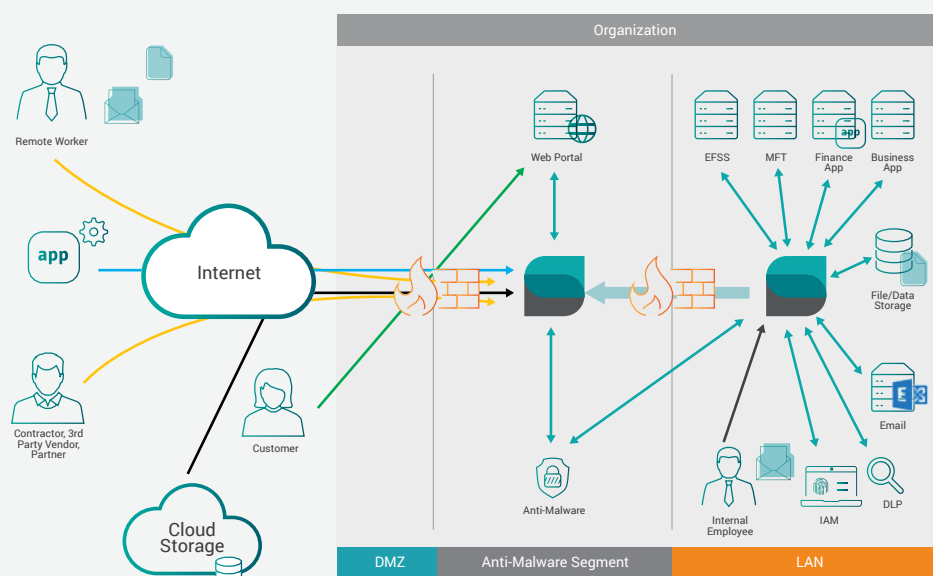 Organization
Remote Worker
Web Portal
EFSS
MFT
app
Finance
App
Business
App
app
Internet
File/Data
Storage
E
Email
Contractor, 3rd
Party Vendor,
Partner
Customer
Anti-Malware
Internal
Employee
IAM
DLP
Cloud
Storage
DMZ
Anti-Malware Segment
LAN